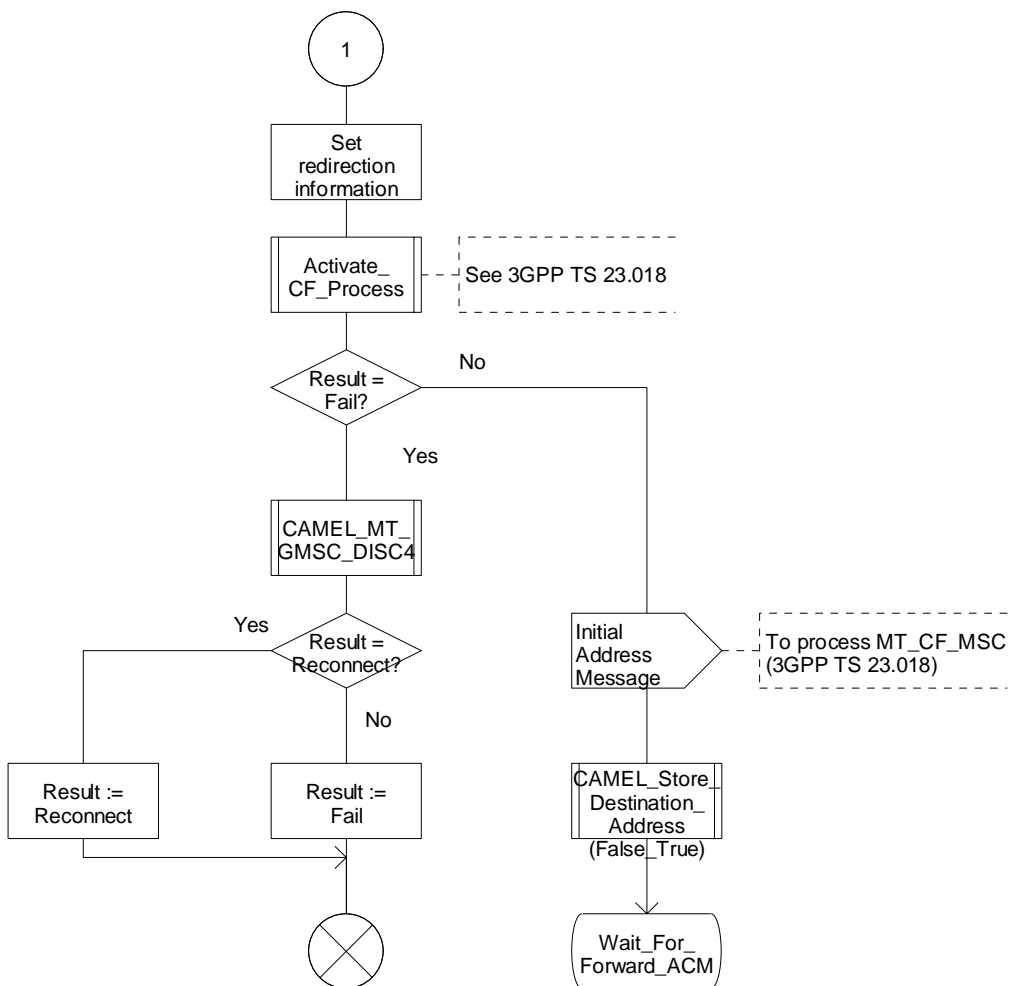 1
Set
redirection
information
Activate_
CF_Process
See 3GPP TS 23.018
Result =
Fail?
No
Yes
CAMEL_MT_
GMSC_DISC4
Yes
Result =
Reconnect?
No
Initial
Address
Message
To process MT_CF_MSC
(3GPP TS 23.018)
Result :=
Reconnect
Result :=
Fail
CAMEL_Store_
Destination_
Address
(False_True)
Wait_For_
Forward_ACM